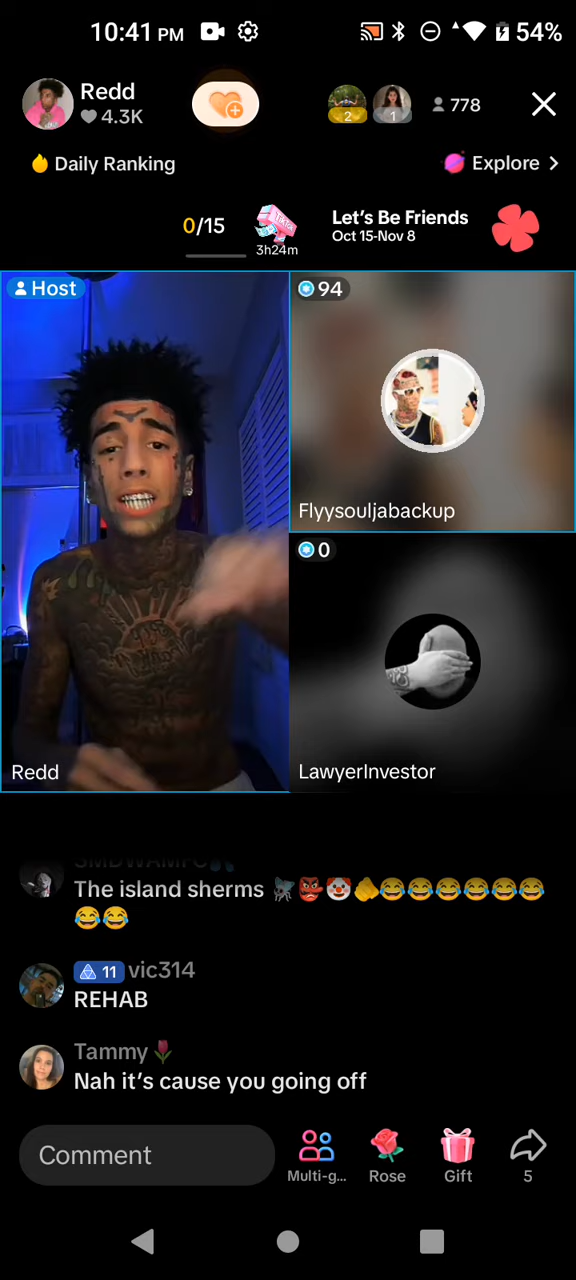 10:41 PM
54%
Redd
4.3K
2
1
778
Daily Ranking
Explore >
0/15
TikTok
3h24m
Let's Be Friends
Oct 15-Nov 8
Host
94
Flyysouljabackup
0
Redd
LawyerInvestor
The island sherms 
11 vic314
REHAB
Tammy
Nah it's cause you going off
Comment
Multi-g...
Rose
Gift
5